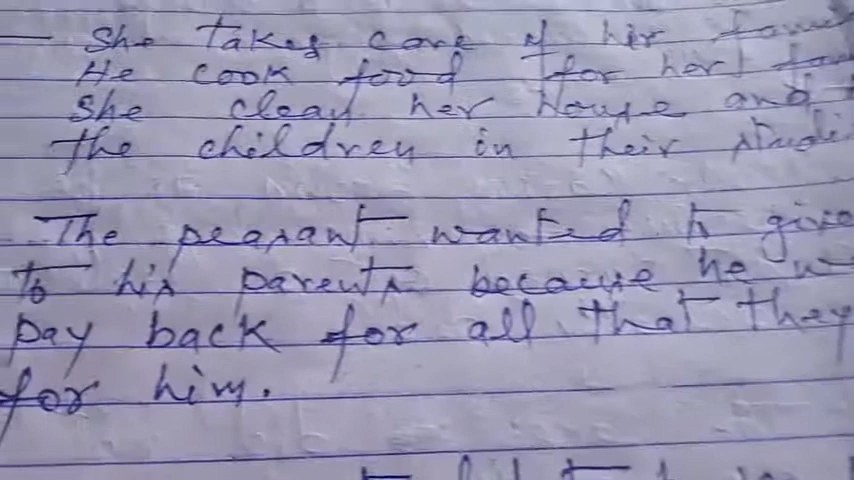 She takes care of hir
He cook food for her
She clean her house and
the children in their
The peasant wanted to give
to his parents because he
pay back for all that they
for him.